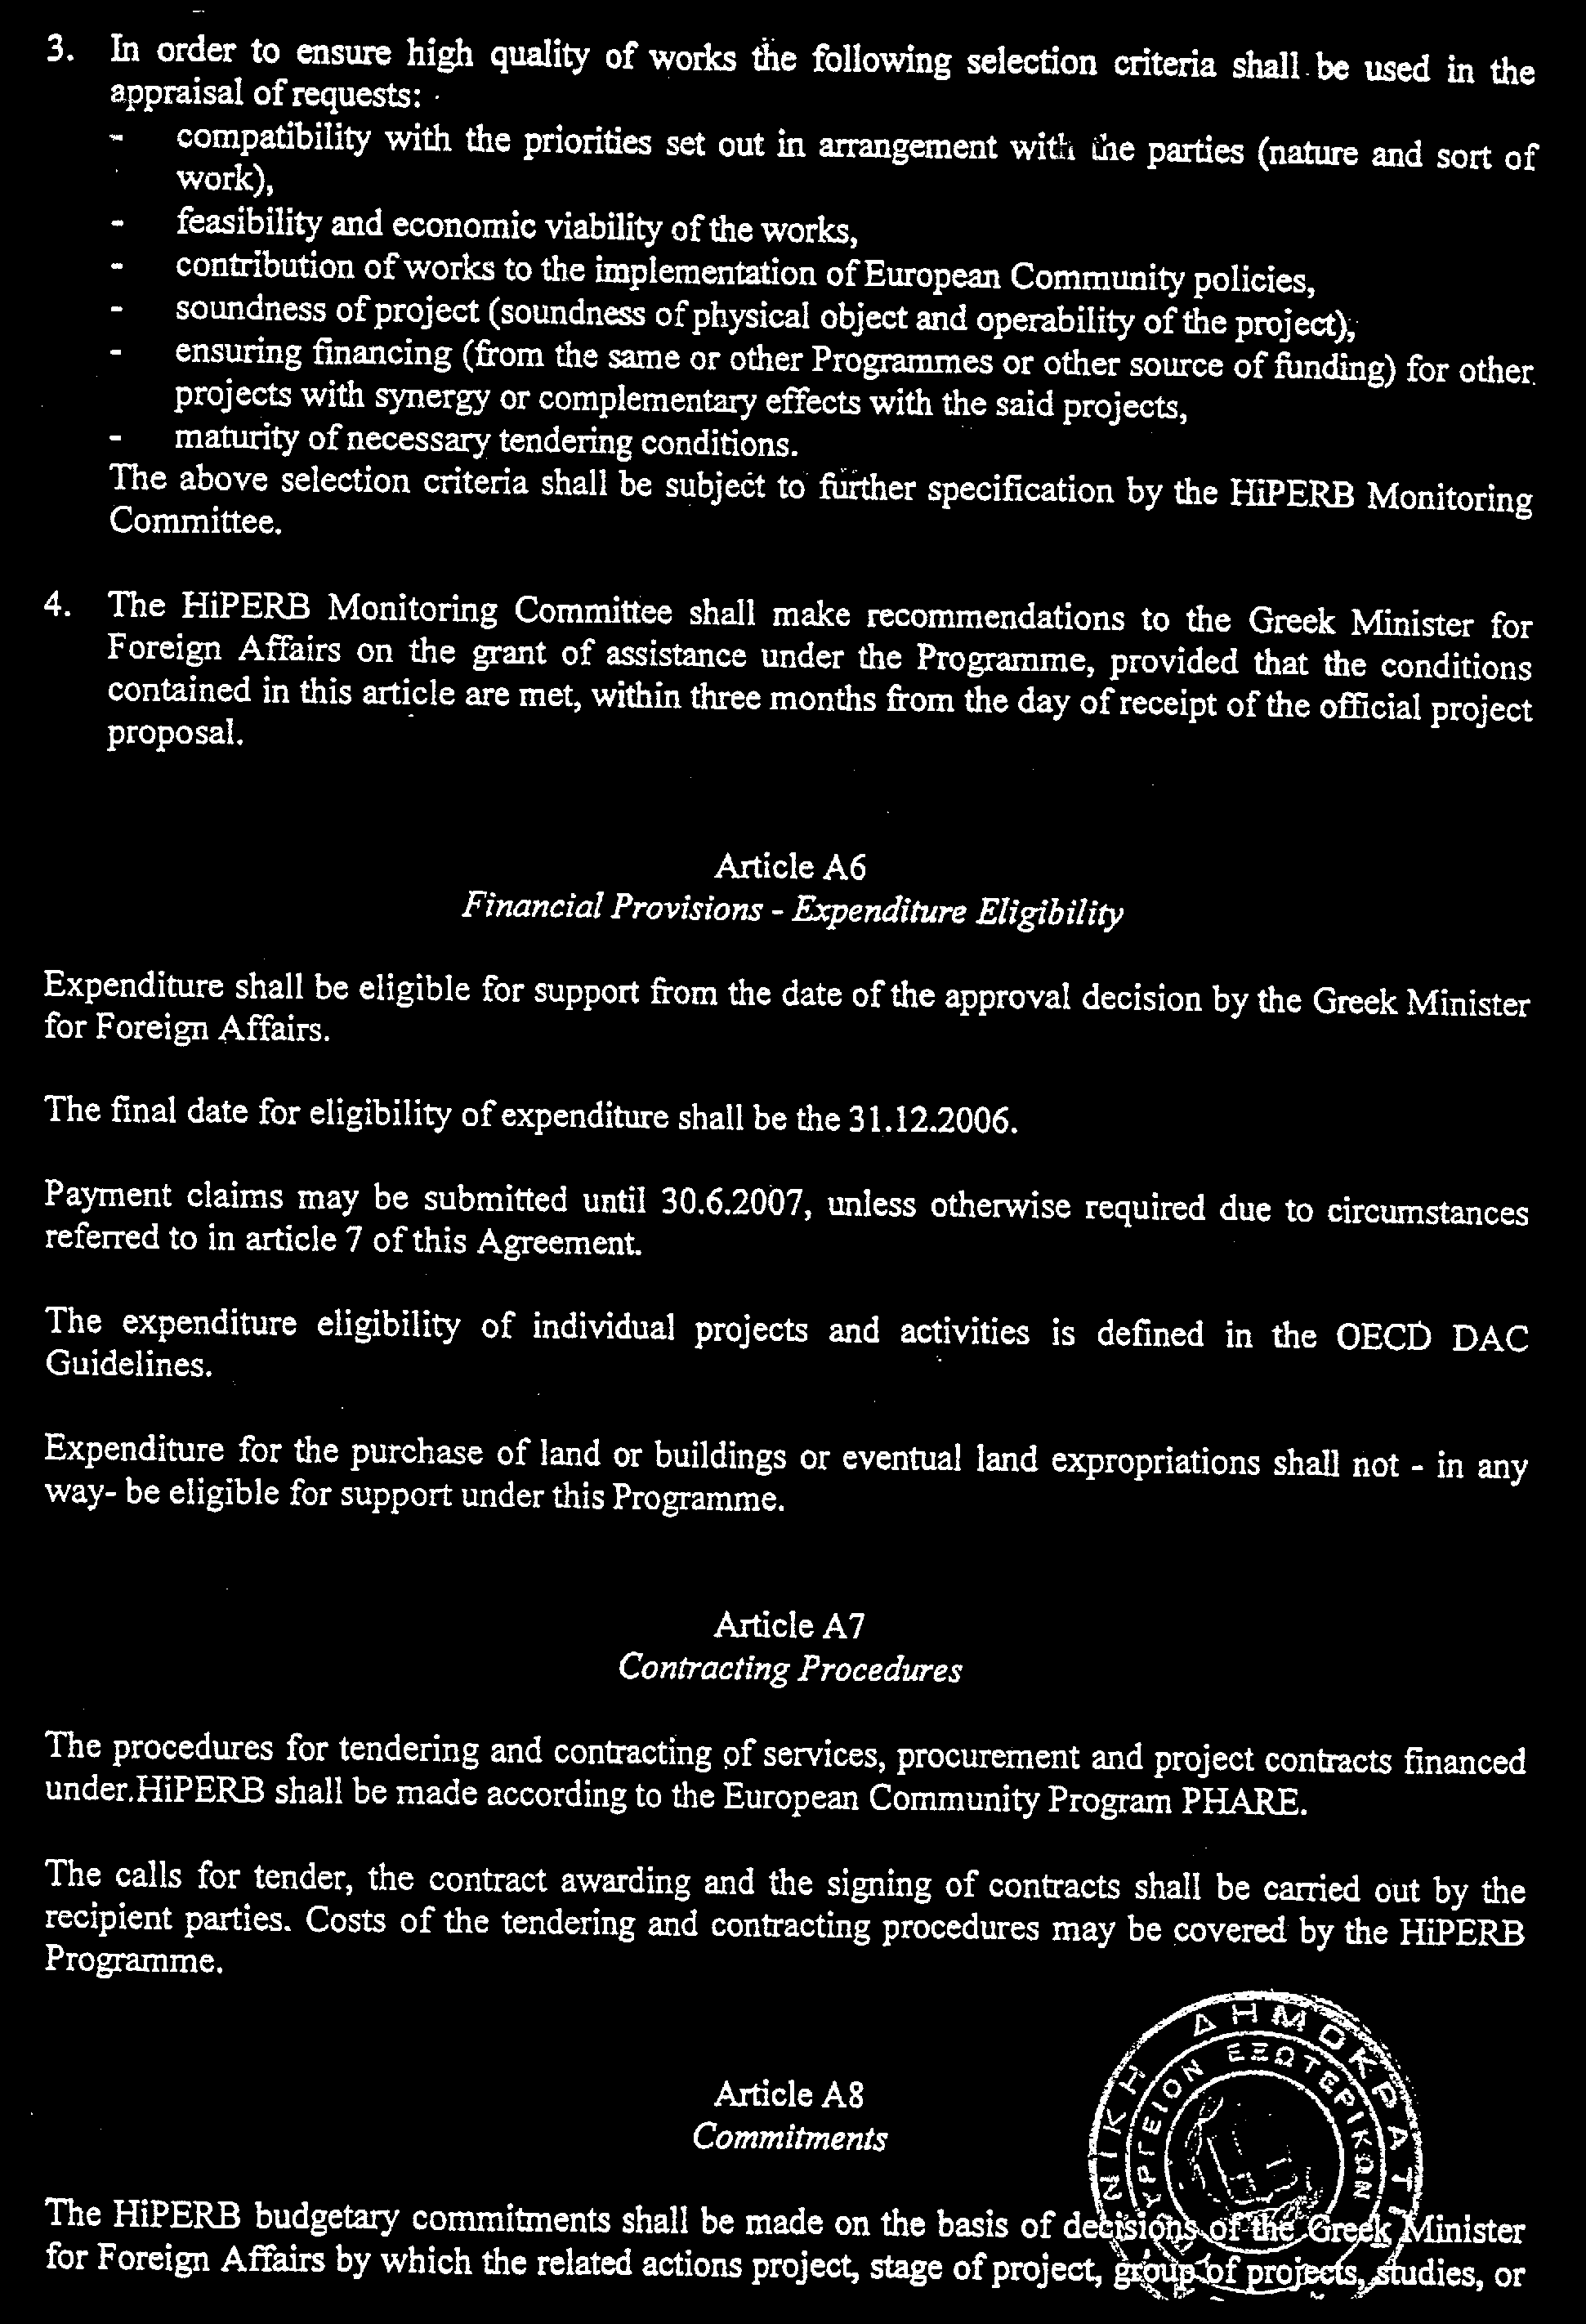 3. In order to ensure high quality of works the following selection criteria shall be used in the
appraisal of requests:
- compatibility with the priorities set out in arrangement with the parties (nature and sort of
work),
- feasibility and economic viability of the works,
- contribution of works to the implementation of European Community policies,
- soundness of project (soundness of physical object and operability of the project),
- ensuring financing (from the same or other Programmes or other source of funding) for other
projects with synergy or complementary effects with the said projects,
- maturity of necessary tendering conditions.
The above selection criteria shall be subject to further specification by the HiPERB Monitoring
Committee.
4. The HiPERB Monitoring Committee shall make recommendations to the Greek Minister for
Foreign Affairs on the grant of assistance under the Programme, provided that the conditions
contained in this article are met, within three months from the day of receipt of the official project
proposal.
Article A6
Financial Provisions - Expenditure Eligibility
Expenditure shall be eligible for support from the date of the approval decision by the Greek Minister
for Foreign Affairs.
The final date for eligibility of expenditure shall be the 31.12.2006.
Payment claims may be submitted until 30.6.2007, unless otherwise required due to circumstances
referred to in article 7 of this Agreement.
The expenditure eligibility of individual projects and activities is defined in the OECD DAC
Guidelines.
Expenditure for the purchase of land or buildings or eventual land expropriations shall not - in any
way- be eligible for support under this Programme.
Article A7
Contracting Procedures
The procedures for tendering and contracting of services, procurement and project contracts financed
under HiPERB shall be made according to the European Community Program PHARE.
The calls for tender, the contract awarding and the signing of contracts shall be carried out by the
recipient parties. Costs of the tendering and contracting procedures may be covered by the HiPERB
Programme.
Article A8
Commitments
The HiPERB budgetary commitments shall be made on the basis of decisions of the Greek Minister
for Foreign Affairs by which the related actions project, stage of project, group of projects, studies, or
ΝΙΚΗ ΔΗΜΟΚΡΑΤΙ
ΥΡΓΕΙΟΝ ΕΞΩΤΕΡΙΚΩΝ